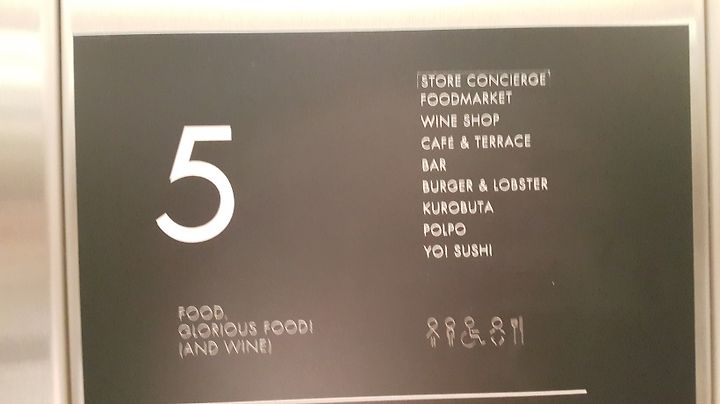 5
FOOD,
GLORIOUS FOOD!
(AND WINE)
STORE CONCIERGE
FOODMARKET
WINE SHOP
CAFÉ & TERRACE
BAR
BURGER & LOBSTER
KUROBUTA
POLPO
YO! SUSHI